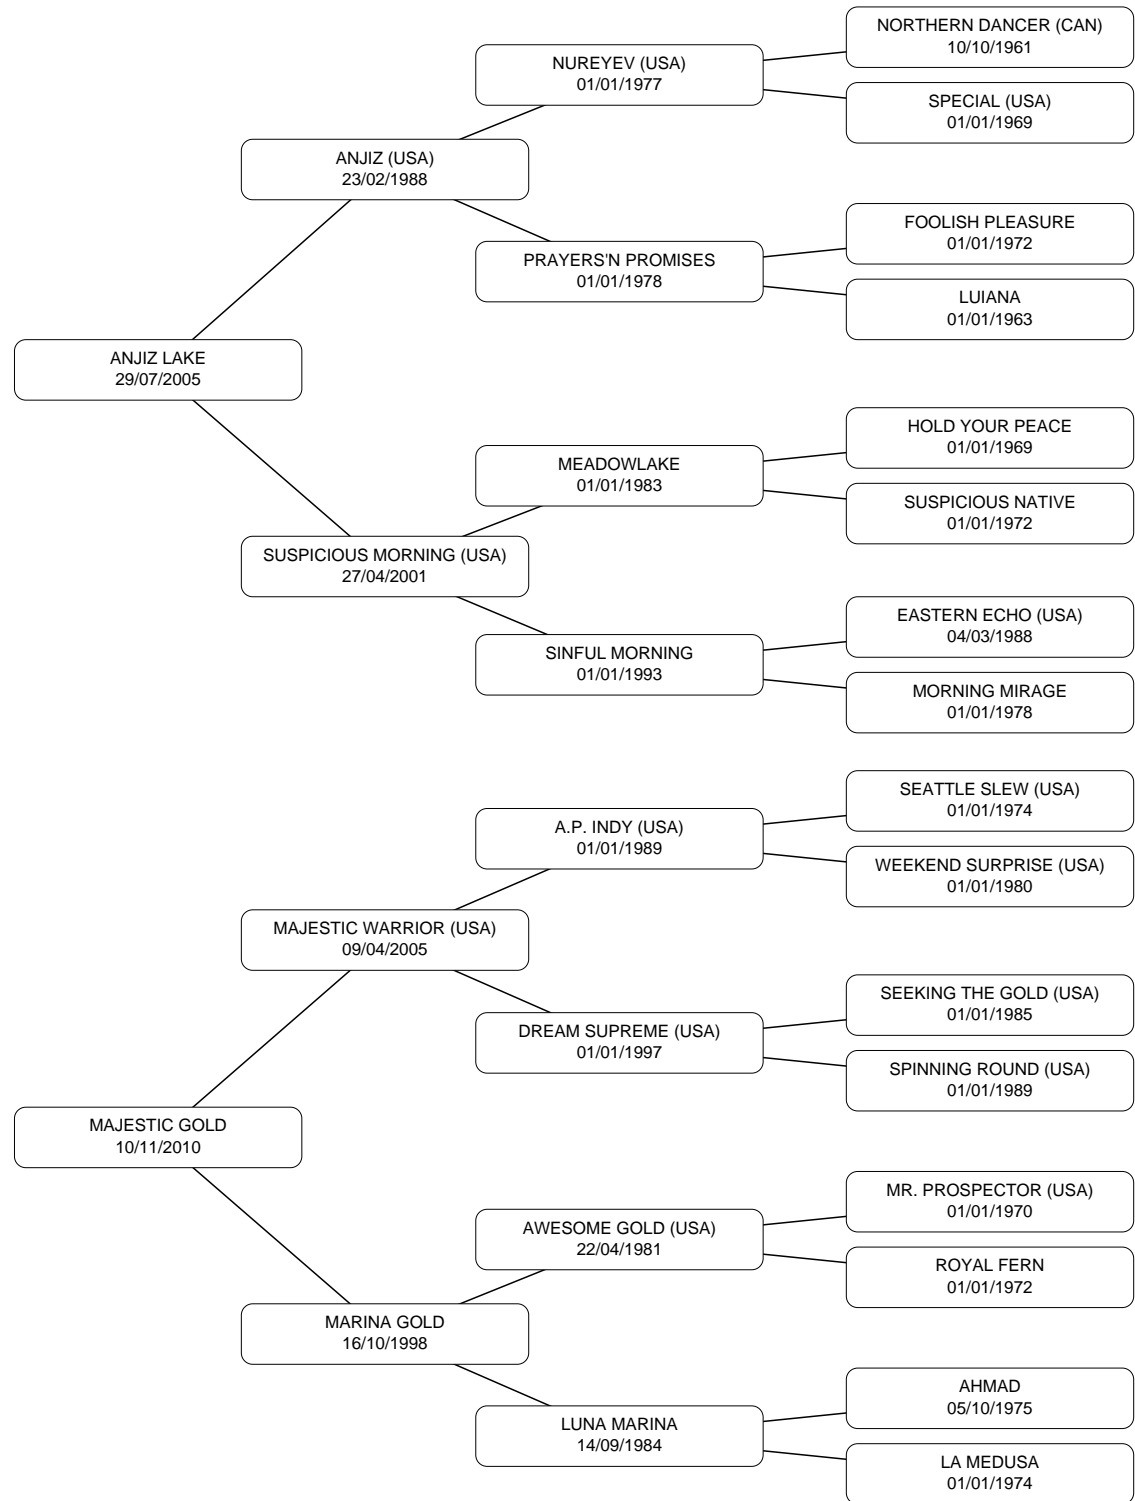 NORTHERN DANCER (CAN)
10/10/1961
NUREYEV (USA)
01/01/1977
SPECIAL (USA)
01/01/1969
ANJIZ (USA)
23/02/1988
FOOLISH PLEASURE
01/01/1972
PRAYERS'N PROMISES
01/01/1978
LUIANA
01/01/1963
ANJIZ LAKE
29/07/2005
HOLD YOUR PEACE
01/01/1969
MEADOWLAKE
01/01/1983
SUSPICIOUS NATIVE
01/01/1972
SUSPICIOUS MORNING (USA)
27/04/2001
EASTERN ECHO (USA)
04/03/1988
SINFUL MORNING
01/01/1993
MORNING MIRAGE
01/01/1978
SEATTLE SLEW (USA)
01/01/1974
A.P. INDY (USA)
01/01/1989
WEEKEND SURPRISE (USA)
01/01/1980
MAJESTIC WARRIOR (USA)
09/04/2005
SEEKING THE GOLD (USA)
01/01/1985
DREAM SUPREME (USA)
01/01/1997
SPINNING ROUND (USA)
01/01/1989
MAJESTIC GOLD
10/11/2010
MR. PROSPECTOR (USA)
01/01/1970
AWESOME GOLD (USA)
22/04/1981
ROYAL FERN
01/01/1972
MARINA GOLD
16/10/1998
AHMAD
05/10/1975
LUNA MARINA
14/09/1984
LA MEDUSA
01/01/1974